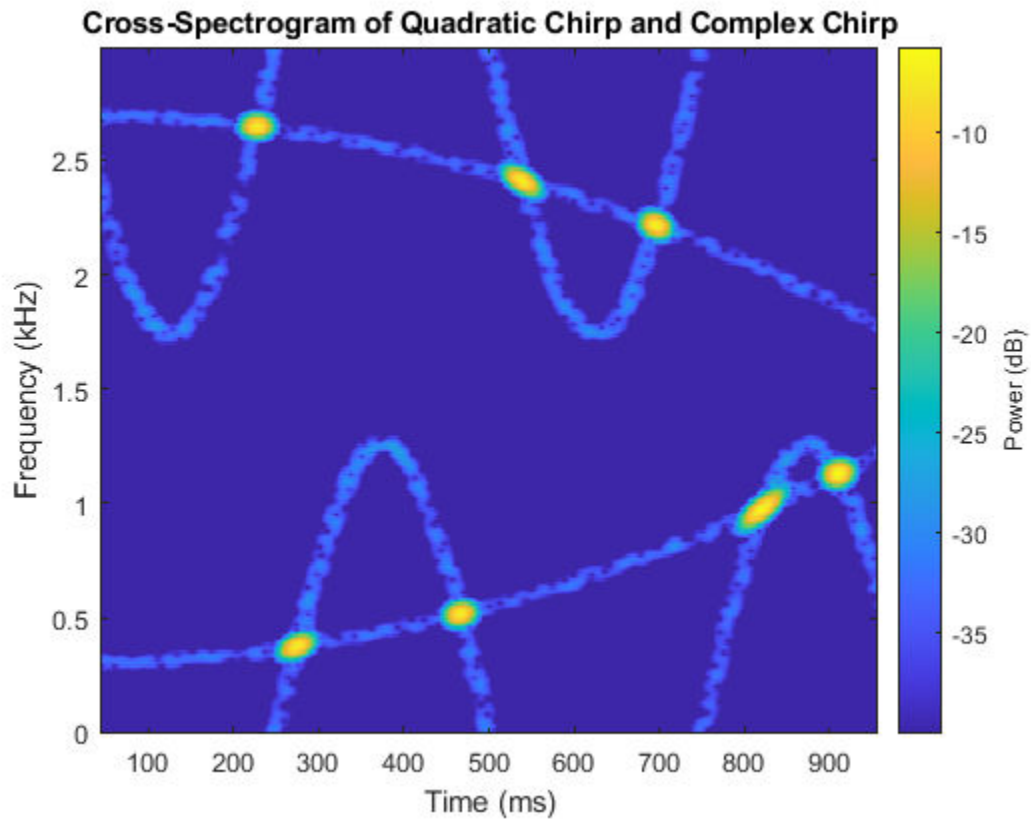 Cross-Spectrogram of Quadratic Chirp and Complex Chirp
Frequency (kHz)
2.5
2
1.5
1
0.5
0
100 200 300 400 500 600 700 800 900
Time (ms)
-10
-15
-20
-25
-30
-35
Power (dB)